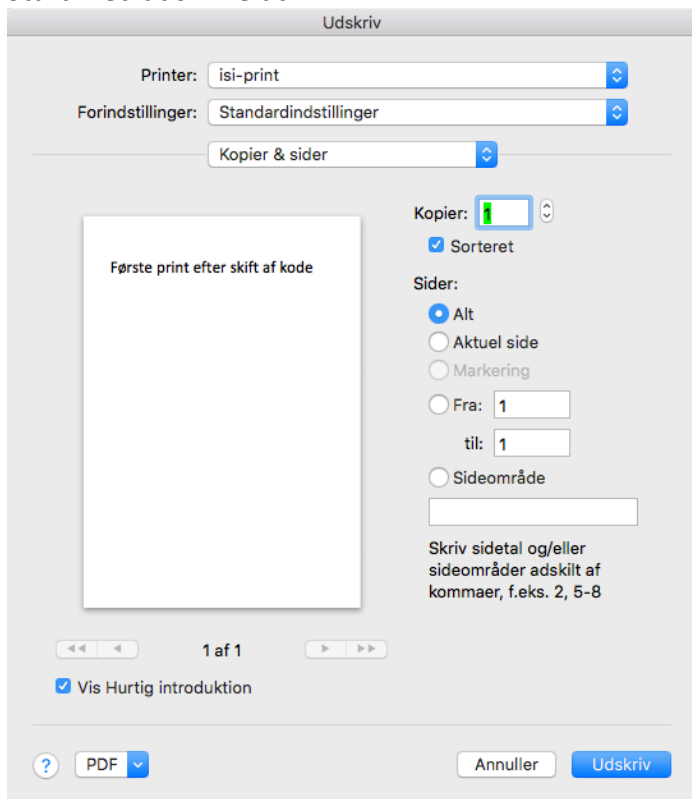 Udskriv
Printer: isi-print
Forindstillinger: Standardindstillinger
Kopier & sider
Kopier: 1
Sorteret
Første print efter skift af kode
Sider:
Alt
Aktuel side
Markering
Fra: 1
til: 1
Sideområde
Skriv sidetal og/eller
sideområder adskilt af
kommaer, f.eks. 2, 5-8
1 af 1
Vis Hurtig introduktion
? PDF Annuller Udskriv